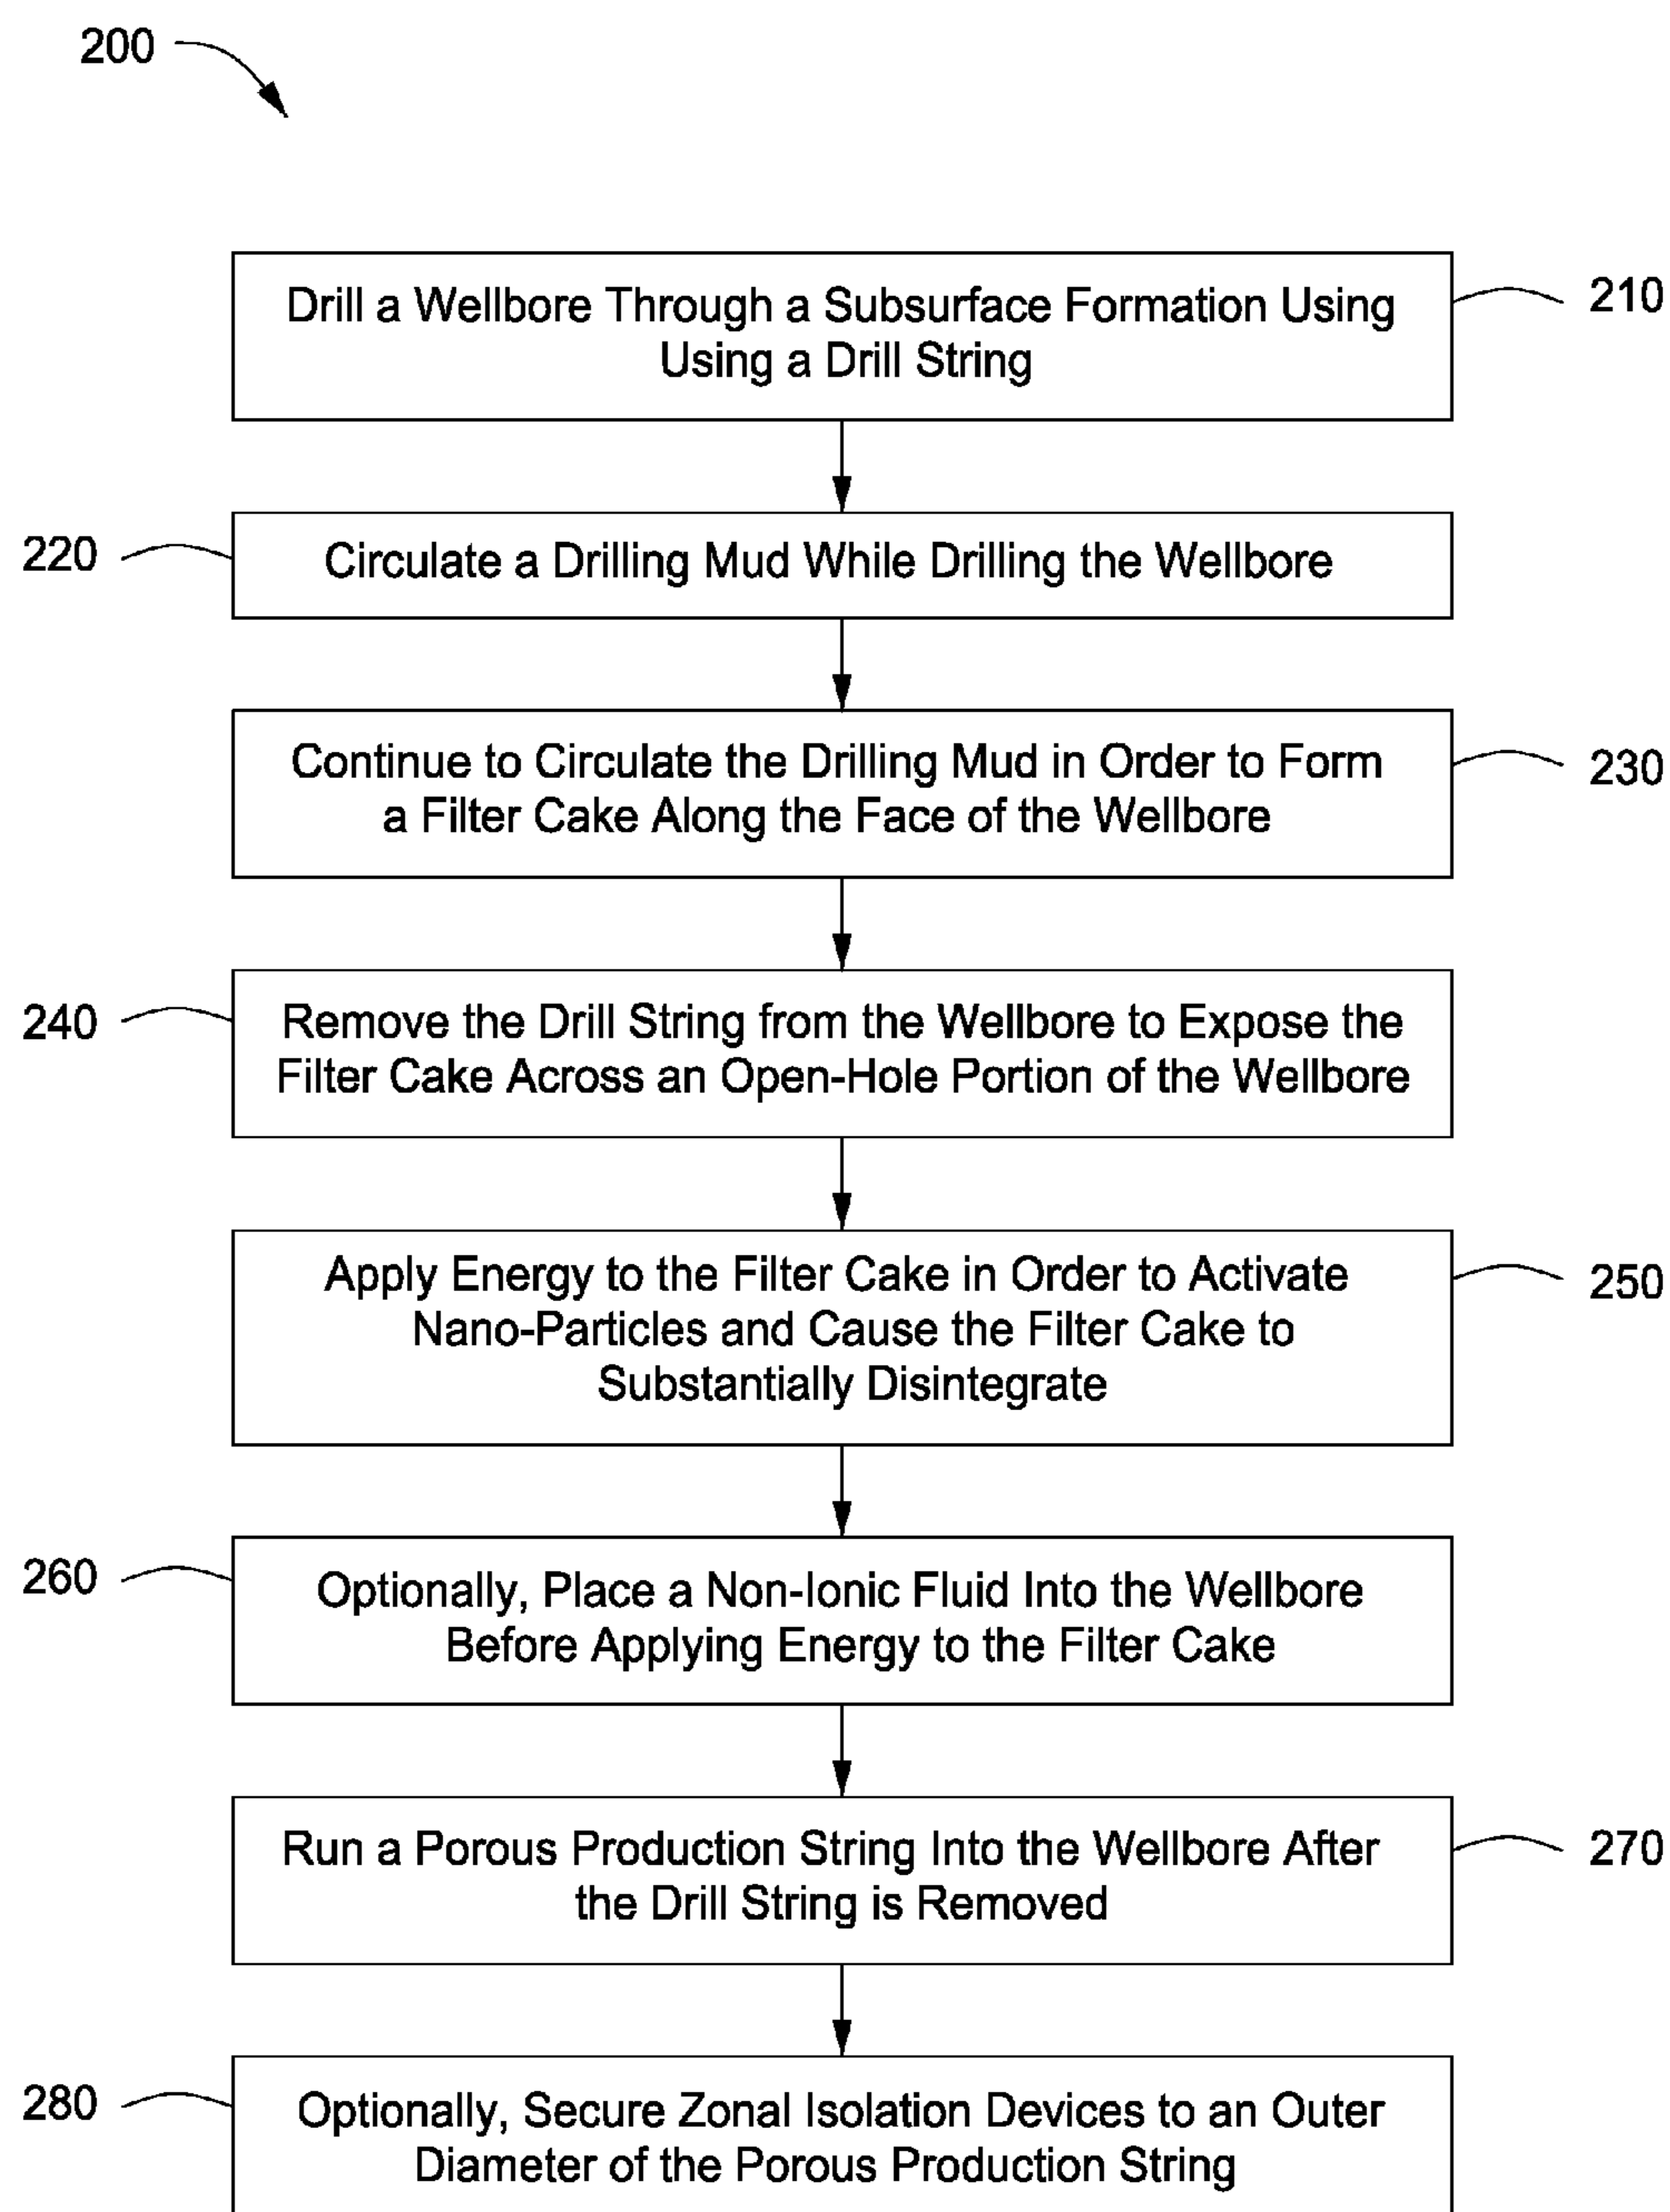 200
Drill a Wellbore Through a Subsurface Formation Using
Using a Drill String
210
220
Circulate a Drilling Mud While Drilling the Wellbore
Continue to Circulate the Drilling Mud in Order to Form
a Filter Cake Along the Face of the Wellbore
230
240
Remove the Drill String from the Wellbore to Expose the
Filter Cake Across an Open-Hole Portion of the Wellbore
Apply Energy to the Filter Cake in Order to Activate
Nano-Particles and Cause the Filter Cake to
Substantially Disintegrate
250
260
Optionally, Place a Non-Ionic Fluid Into the Wellbore
Before Applying Energy to the Filter Cake
Run a Porous Production String Into the Wellbore After
the Drill String is Removed
270
280
Optionally, Secure Zonal Isolation Devices to an Outer
Diameter of the Porous Production String